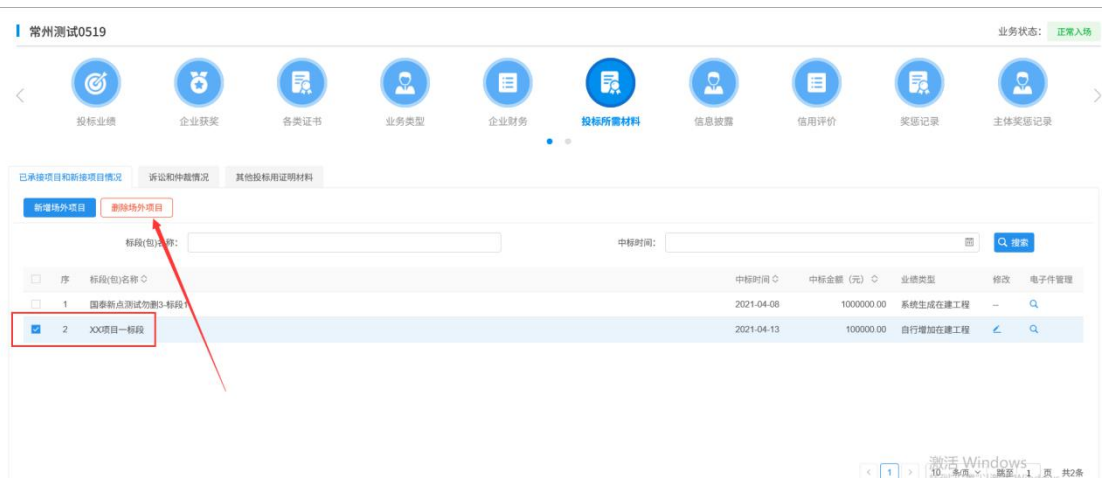 常州测试0519
业务状态： 正常入场
投标业绩 企业获奖 各类证书 业务类型 企业财务 投标所需材料 信息披露 信用评价 奖惩记录 主体奖惩记录
已承接项目和新接项目情况 诉讼和仲裁情况 其他投标用证明材料
新增场外项目 删除场外项目
标段(包)名称： 中标时间： 搜索
序 标段(包)名称 中标时间 中标金额（元） 业绩类型 修改 电子件管理
1 国泰新点测试勿删3-标段1 2021-04-08 1000000.00 系统生成在建工程 --
2 XX项目一标段 2021-04-13 100000.00 自行增加在建工程
激活 Windows
< 1 > 10 条/页 跳至 1 页 共2条